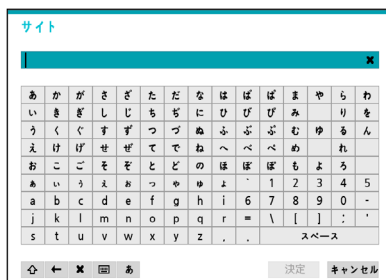 サイト
あ か が さ ざ た だ な は ば ぱ ま や ら わ
い き ぎ し じ ち ぢ に ひ び ぴ み り を
う く ぐ す ず つ づ ぬ ふ ぶ ぷ む ゆ る ん
え け げ せ ぜ て で ね へ べ ぺ め れ
お こ ご そ ぞ と ど の ほ ぼ ぽ も よ ろ
ぁ ぃ ぅ ぇ ぉ っ ゃ ゅ ょ ` 1 2 3 4 5
a b c d e f g h i 6 7 8 9 0 -
j k l m n o p q r = \ [ ] ; '
s t u v w x y z , . スペース
あ 決定 キャンセル